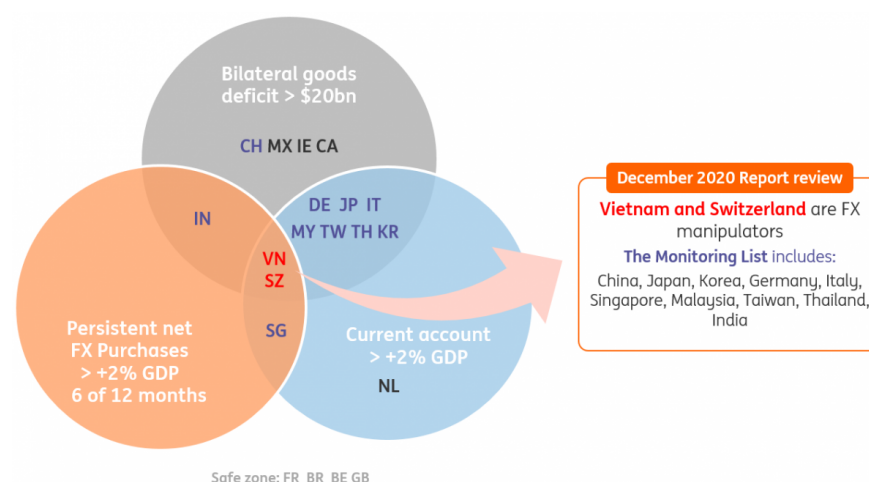 Bilateral goods
deficit > $20bn
CH MX IE CA
IN
DE JP IT
MY TW TH KR
VN
SZ
SG
Persistent net
FX Purchases
> +2% GDP
6 of 12 months
Current account
> +2% GDP
NL
Safe zone: FR BR BE GB
December 2020 Report review
Vietnam and Switzerland are FX
manipulators
The Monitoring List includes:
China, Japan, Korea, Germany, Italy,
Singapore, Malaysia, Taiwan, Thailand,
India